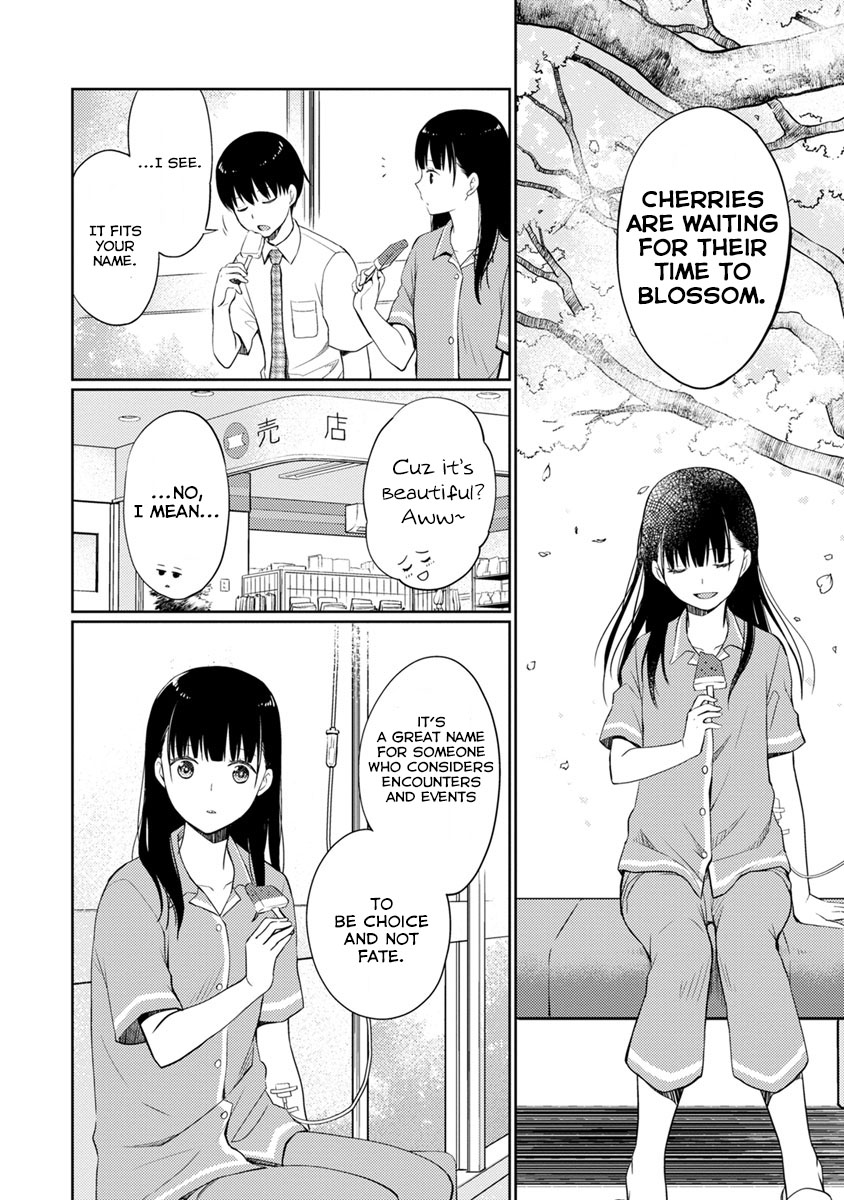 CHERRIES
ARE WAITING
FOR THEIR
TIME TO
BLOSSOM.
...I SEE.
IT FITS
YOUR
NAME.
売店
Cuz it's
beautiful?
Aww~
...NO,
I MEAN...
IT'S
A GREAT NAME
FOR SOMEONE
WHO CONSIDERS
ENCOUNTERS
AND EVENTS
TO
BE CHOICE
AND NOT
FATE.